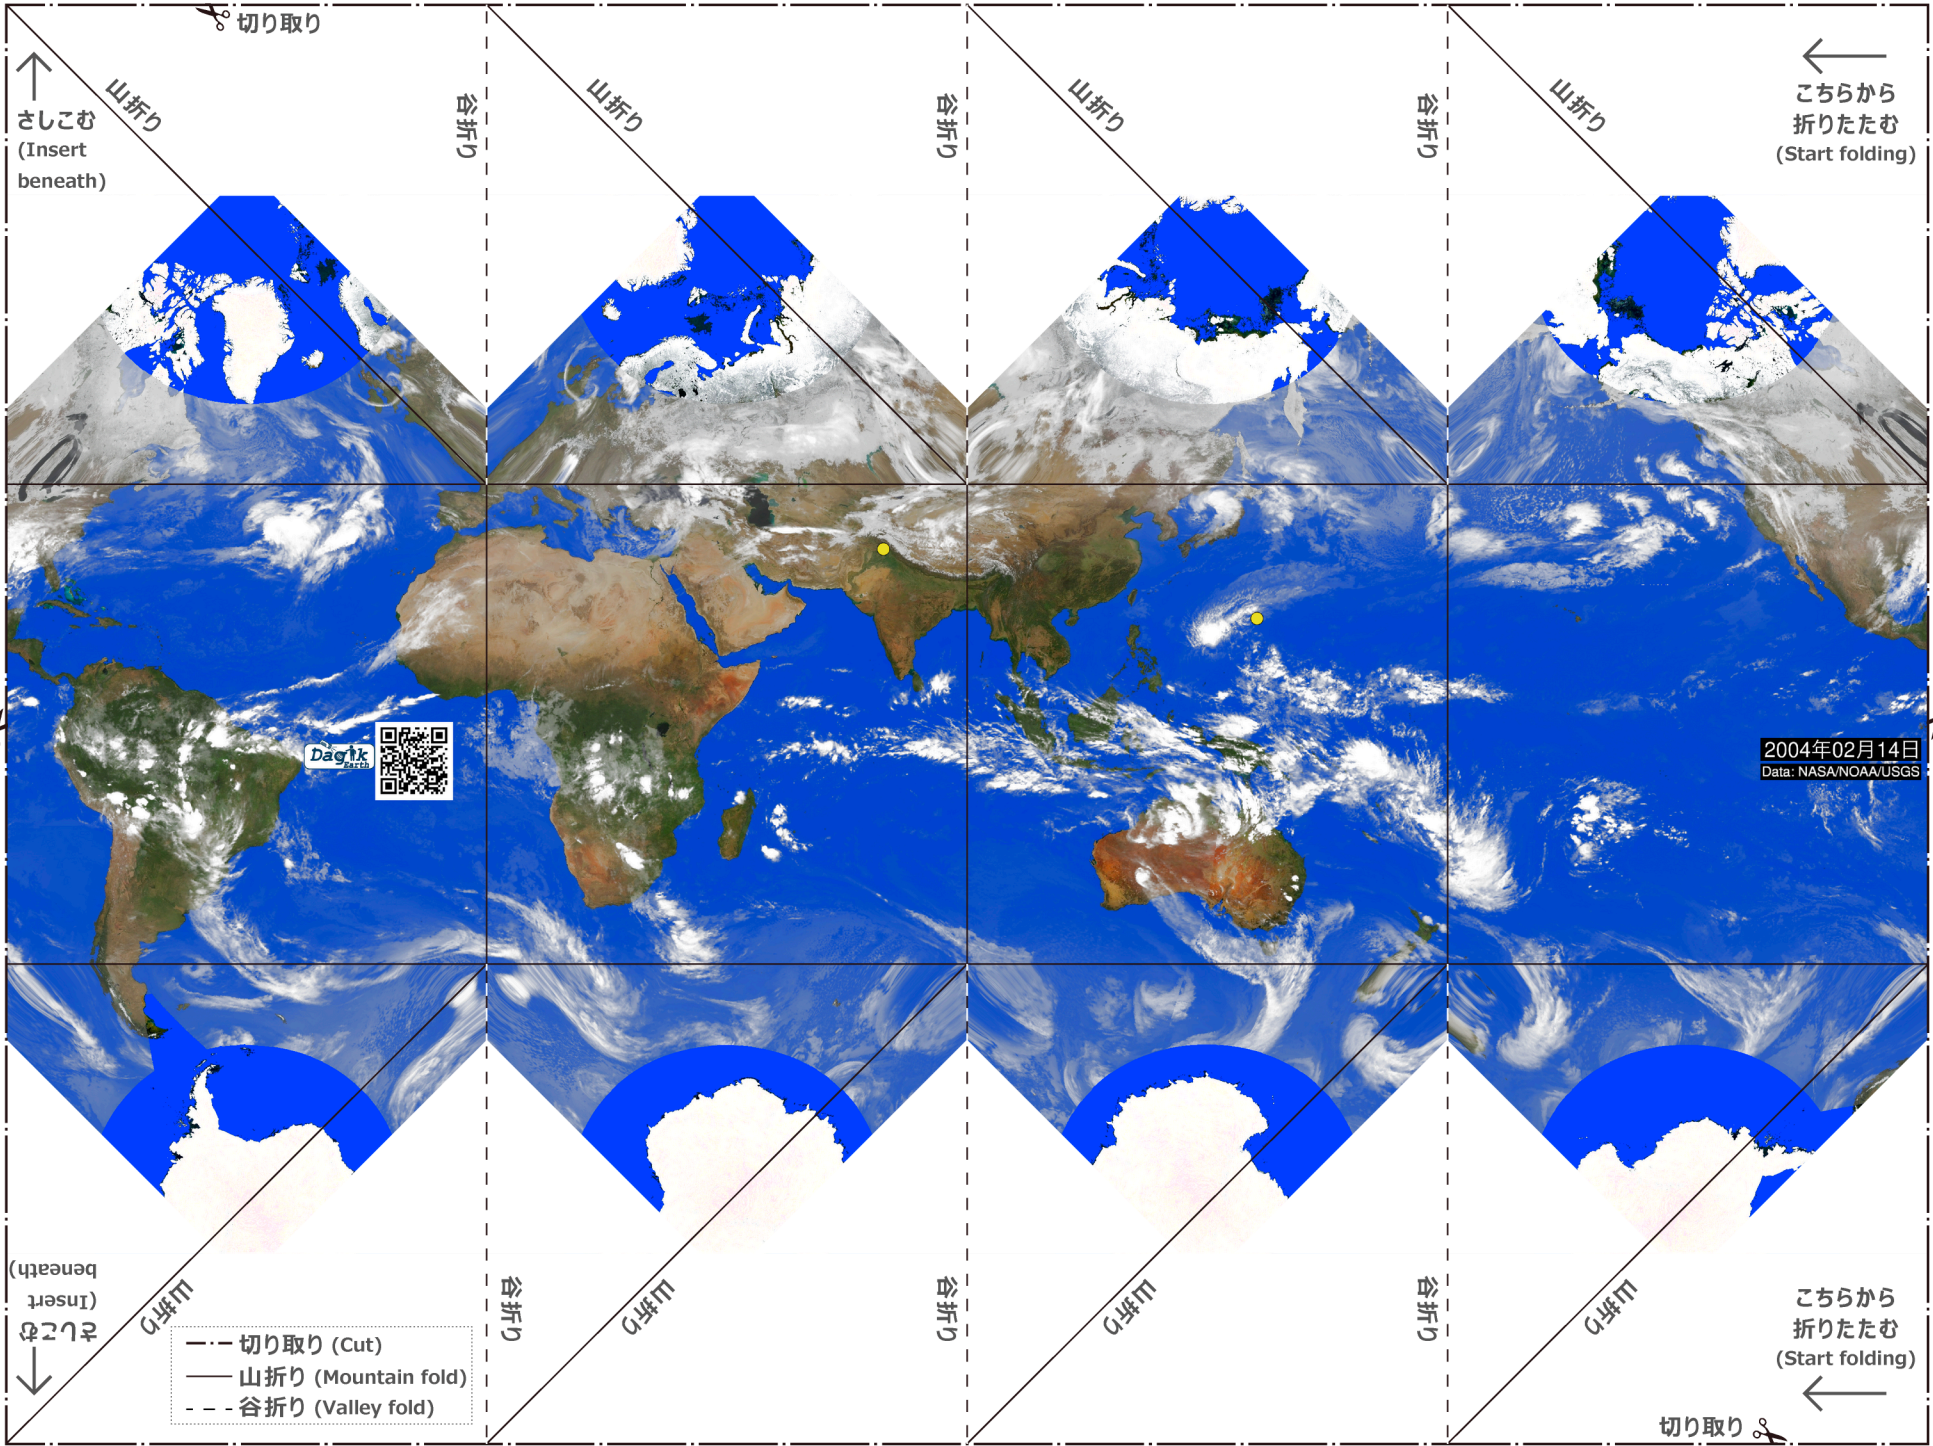 切り取り
山折り
谷折り
山折り
谷折り
山折り
谷折り
山折り
さしこむ
(Insert
beneath)
こちらから
折りたたむ
(Start folding)
Dagik
Earth
2004年02月14日
Data: NASA/NOAA/USGS
さしこむ
(Insert
beneath)
山折り
谷折り
山折り
谷折り
山折り
谷折り
山折り
こちらから
折りたたむ
(Start folding)
切り取り (Cut)
山折り (Mountain fold)
谷折り (Valley fold)
切り取り